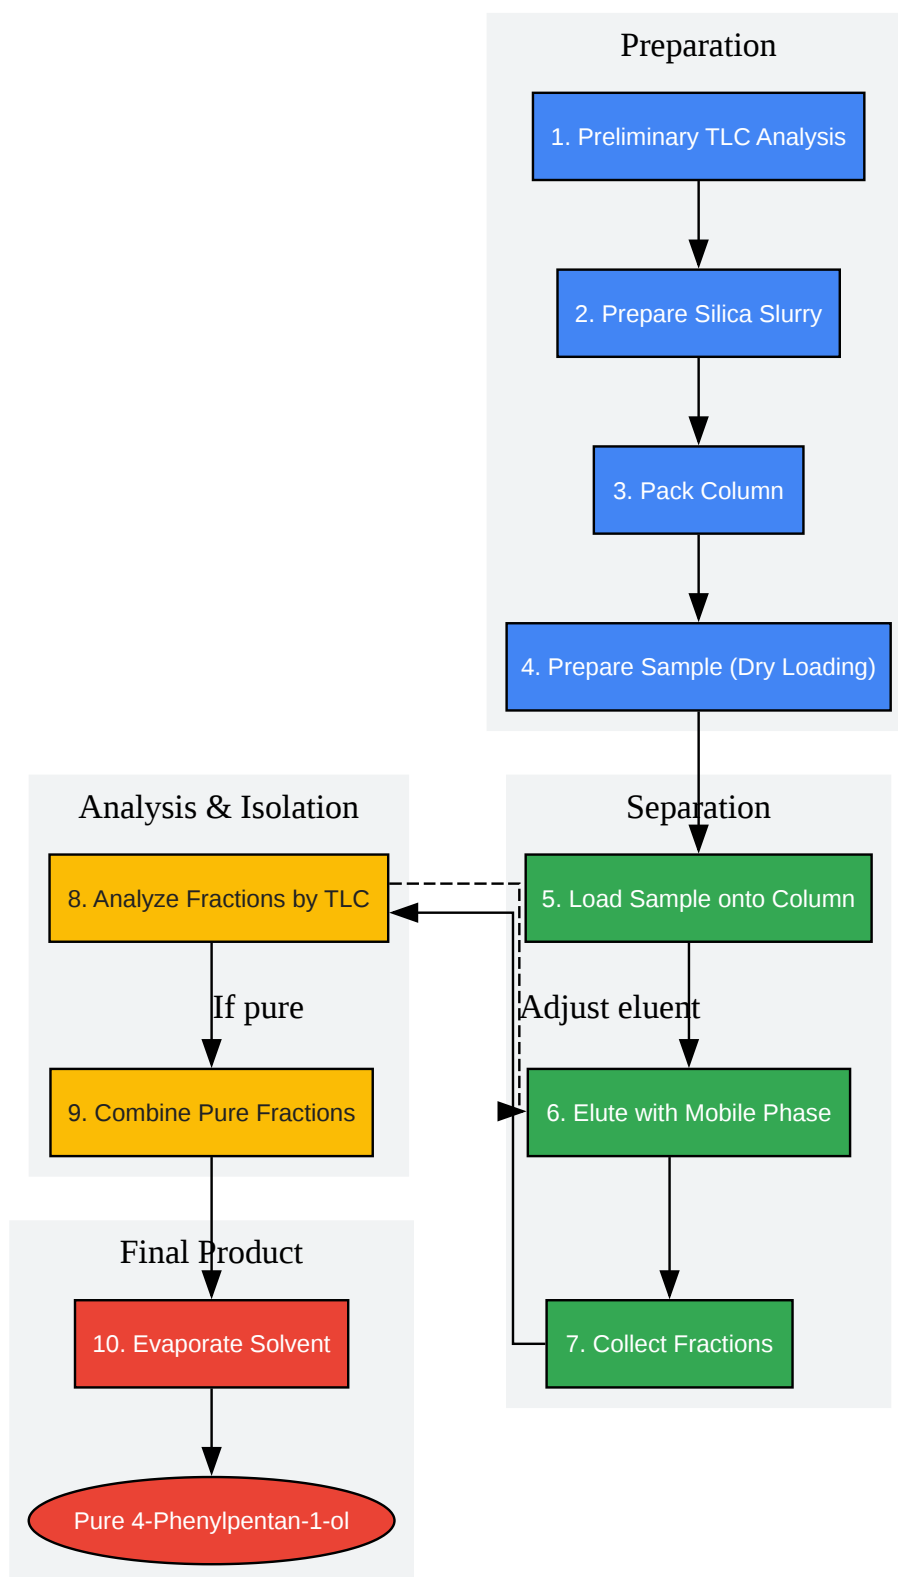 Preparation
1. Preliminary TLC Analysis
2. Prepare Silica Slurry
3. Pack Column
4. Prepare Sample (Dry Loading)
Separation
5. Load Sample onto Column
Adjust eluent
6. Elute with Mobile Phase
7. Collect Fractions
Analysis & Isolation
8. Analyze Fractions by TLC
If pure
9. Combine Pure Fractions
Final Product
10. Evaporate Solvent
Pure 4-Phenylpentan-1-ol